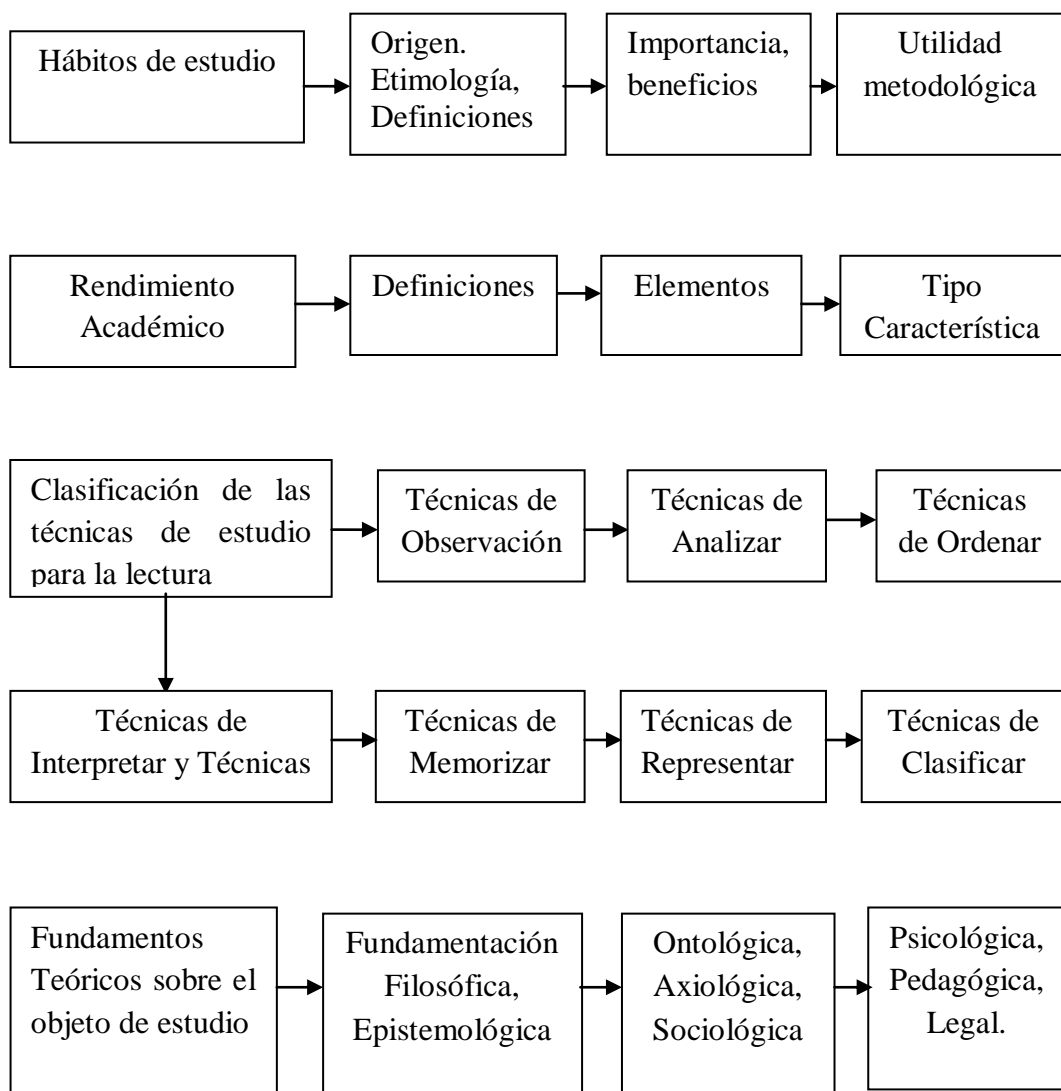 Hábitos de estudio
Origen.
Etimología,
Definiciones
Importancia,
beneficios
Utilidad
metodológica
Rendimiento
Académico
Definiciones
Elementos
Tipo
Característica
Clasificación de las
técnicas de estudio
para la lectura
Técnicas de
Observación
Técnicas de
Analizar
Técnicas
de Ordenar
Técnicas de
Interpretar y Técnicas
Técnicas de
Memorizar
Técnicas de
Representar
Técnicas de
Clasificar
Fundamentos
Teóricos sobre el
objeto de estudio
Fundamentación
Filosófica,
Epistemológica
Ontológica,
Axiológica,
Sociológica
Psicológica,
Pedagógica,
Legal.